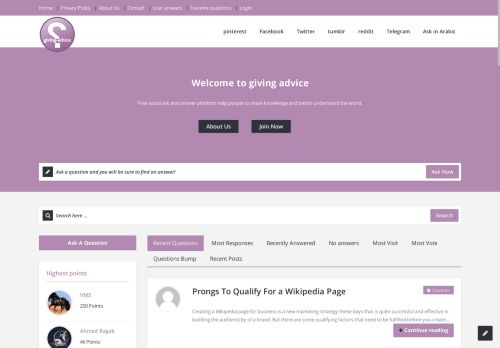 Home Privacy Policy About Us Contact User answers Favorite questions Login
giving advice
pinterest Facebook Twitter tumblr reddit Telegram Ask in Arabic
Welcome to giving advice
Free social ask and answer platform help people to share knowledge and better understand the world.
About Us Join Now
Ask a question and you will be sure to find an answer! Ask Now
Search here ... Search
Ask A Question
Recent Questions Most Responses Recently Answered No answers Most Visit Most Vote
Questions Bump Recent Posts
Highest points
VMS
250 Points
Ahmed Ragab
46 Points
Prongs To Qualify For a Wikipedia Page
Question
Creating a Wikipedia page for business is a new marketing strategy these days that is quite successful and effective in
building the authenticity of a brand. But there are some qualifying factors that need to be fulfilled before you create ...
Continue reading